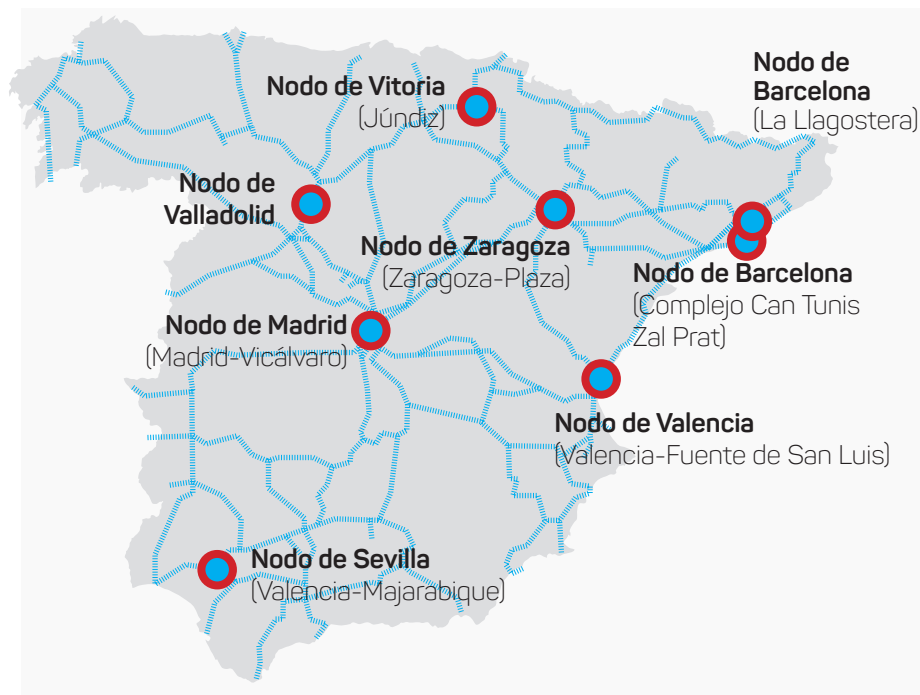 Nodo de Vitoria
(Júndiz)
Nodo de
Barcelona
(La Llagostera)
Nodo de
Valladolid
Nodo de Zaragoza
(Zaragoza-Plaza)
Nodo de Barcelona
(Complejo Can Tunis
Zal Prat)
Nodo de Madrid
(Madrid-Vicálvaro)
Nodo de Valencia
(Valencia-Fuente de San Luis)
Nodo de Sevilla
(Valencia-Majarabique)